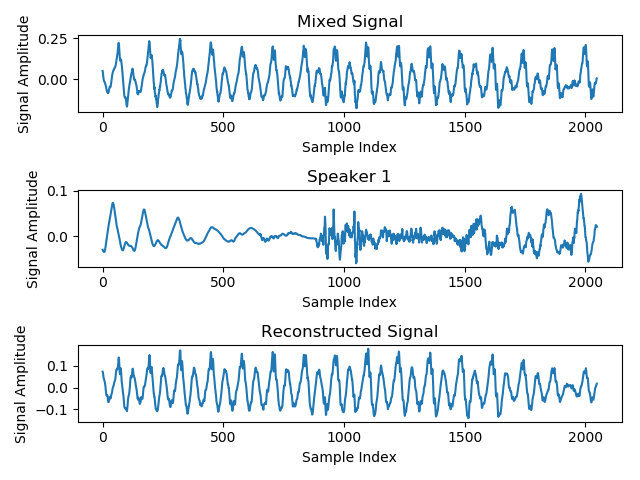 Mixed Signal
Signal Amplitude
0.25
0.00
0
500
1000
1500
2000
Sample Index
Speaker 1
Signal Amplitude
0.1
0.0
0
500
1000
1500
2000
Sample Index
Reconstructed Signal
Signal Amplitude
0.1
0.0
−0.1
0
500
1000
1500
2000
Sample Index